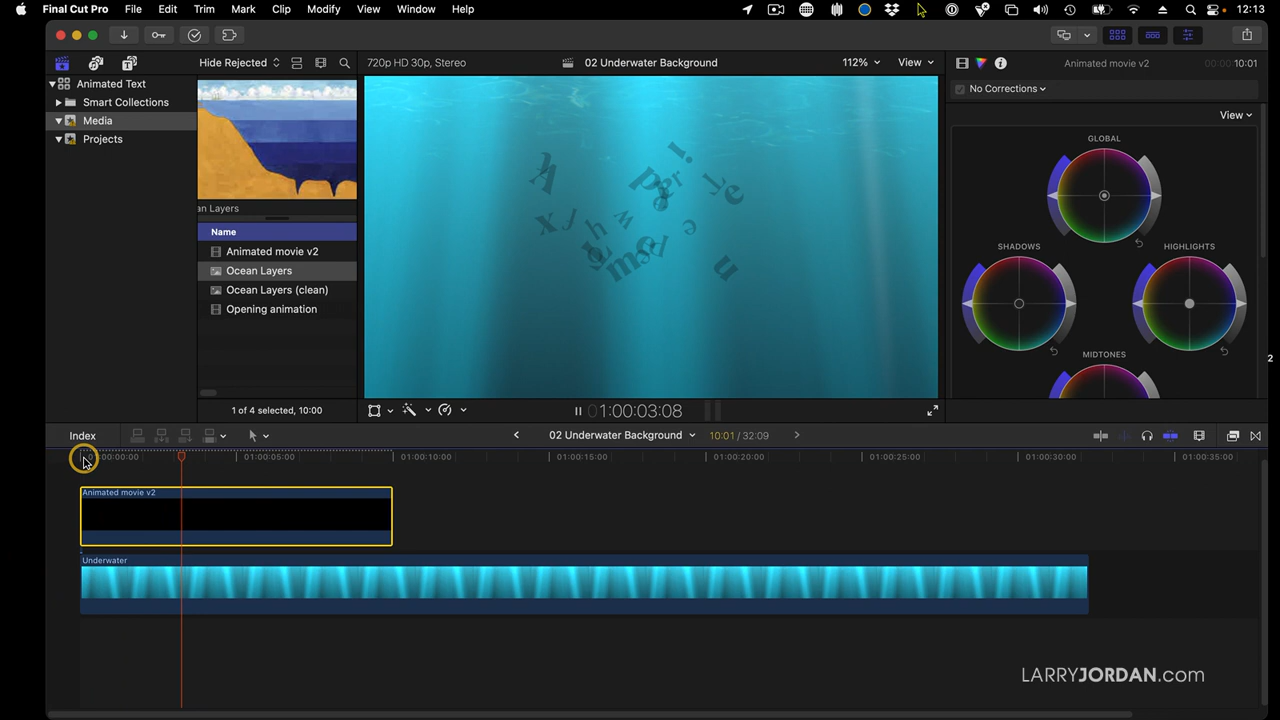 Final Cut Pro File Edit Trim Mark Clip Modify View Window Help 12:13
Hide Rejected 720p HD 30p, Stereo 02 Underwater Background 112% View Animated movie v2 00:00:10:01
Animated Text
Smart Collections
Media
Projects
an Layers
Name
Animated movie v2
Ocean Layers
Ocean Layers (clean)
Opening animation
1 of 4 selected, 10:00
1:00:03:08
No Corrections
View
GLOBAL
SHADOWS HIGHLIGHTS
MIDTONES
2
Index 02 Underwater Background 10:01 / 32:09
01:00:05:00 01:00:10:00 01:00:15:00 01:00:20:00 01:00:25:00 01:00:30:00 01:00:35:00
Animated movie v2
Underwater
LARRYJORDAN.com